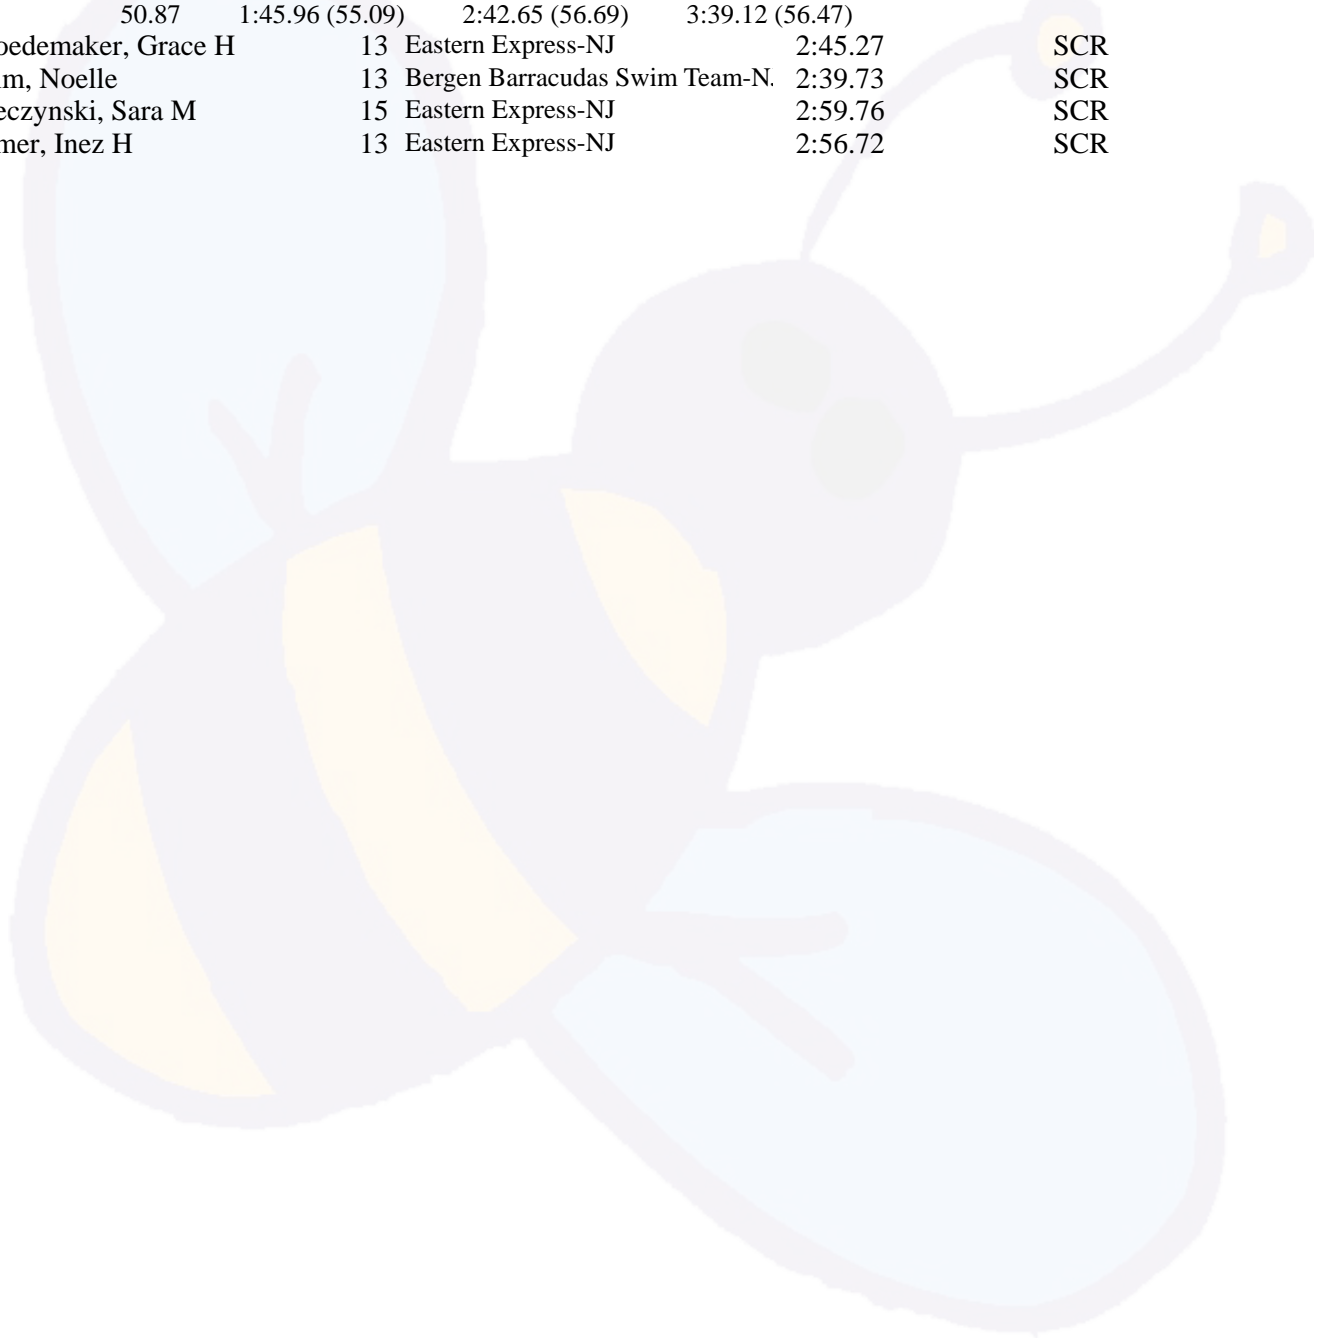 50.87 1:45.96 (55.09) 2:42.65 (56.69) 3:39.12 (56.47)
oedemaker, Grace H 13 Eastern Express-NJ 2:45.27 SCR
m, Noelle 13 Bergen Barracudas Swim Team-N. 2:39.73 SCR
eczynski, Sara M 15 Eastern Express-NJ 2:59.76 SCR
mer, Inez H 13 Eastern Express-NJ 2:56.72 SCR